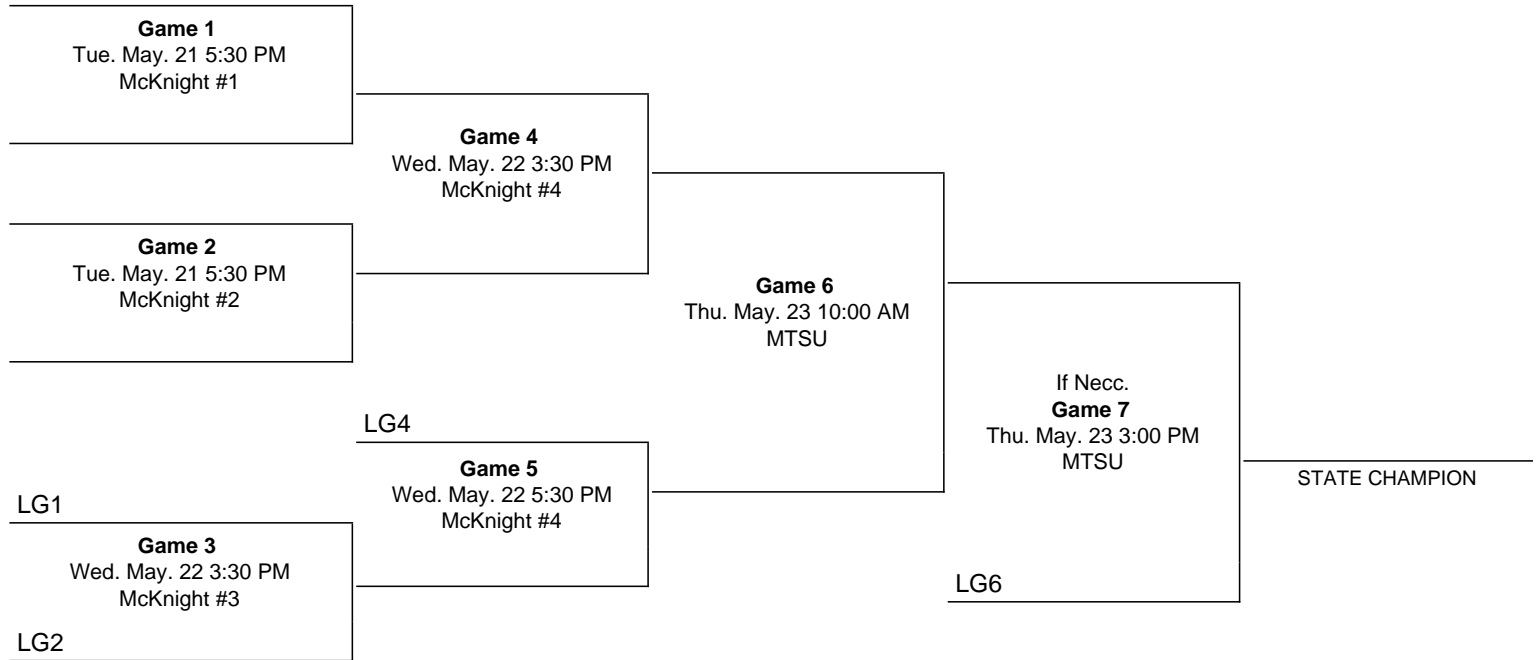 Game 1
Tue. May. 21 5:30 PM
McKnight #1
Game 4
Wed. May. 22 3:30 PM
McKnight #4
Game 2
Tue. May. 21 5:30 PM
McKnight #2
Game 6
Thu. May. 23 10:00 AM
MTSU
If Necc.
Game 7
Thu. May. 23 3:00 PM
MTSU
STATE CHAMPION
LG4
Game 5
Wed. May. 22 5:30 PM
McKnight #4
LG1
Game 3
Wed. May. 22 3:30 PM
McKnight #3
LG2
LG6